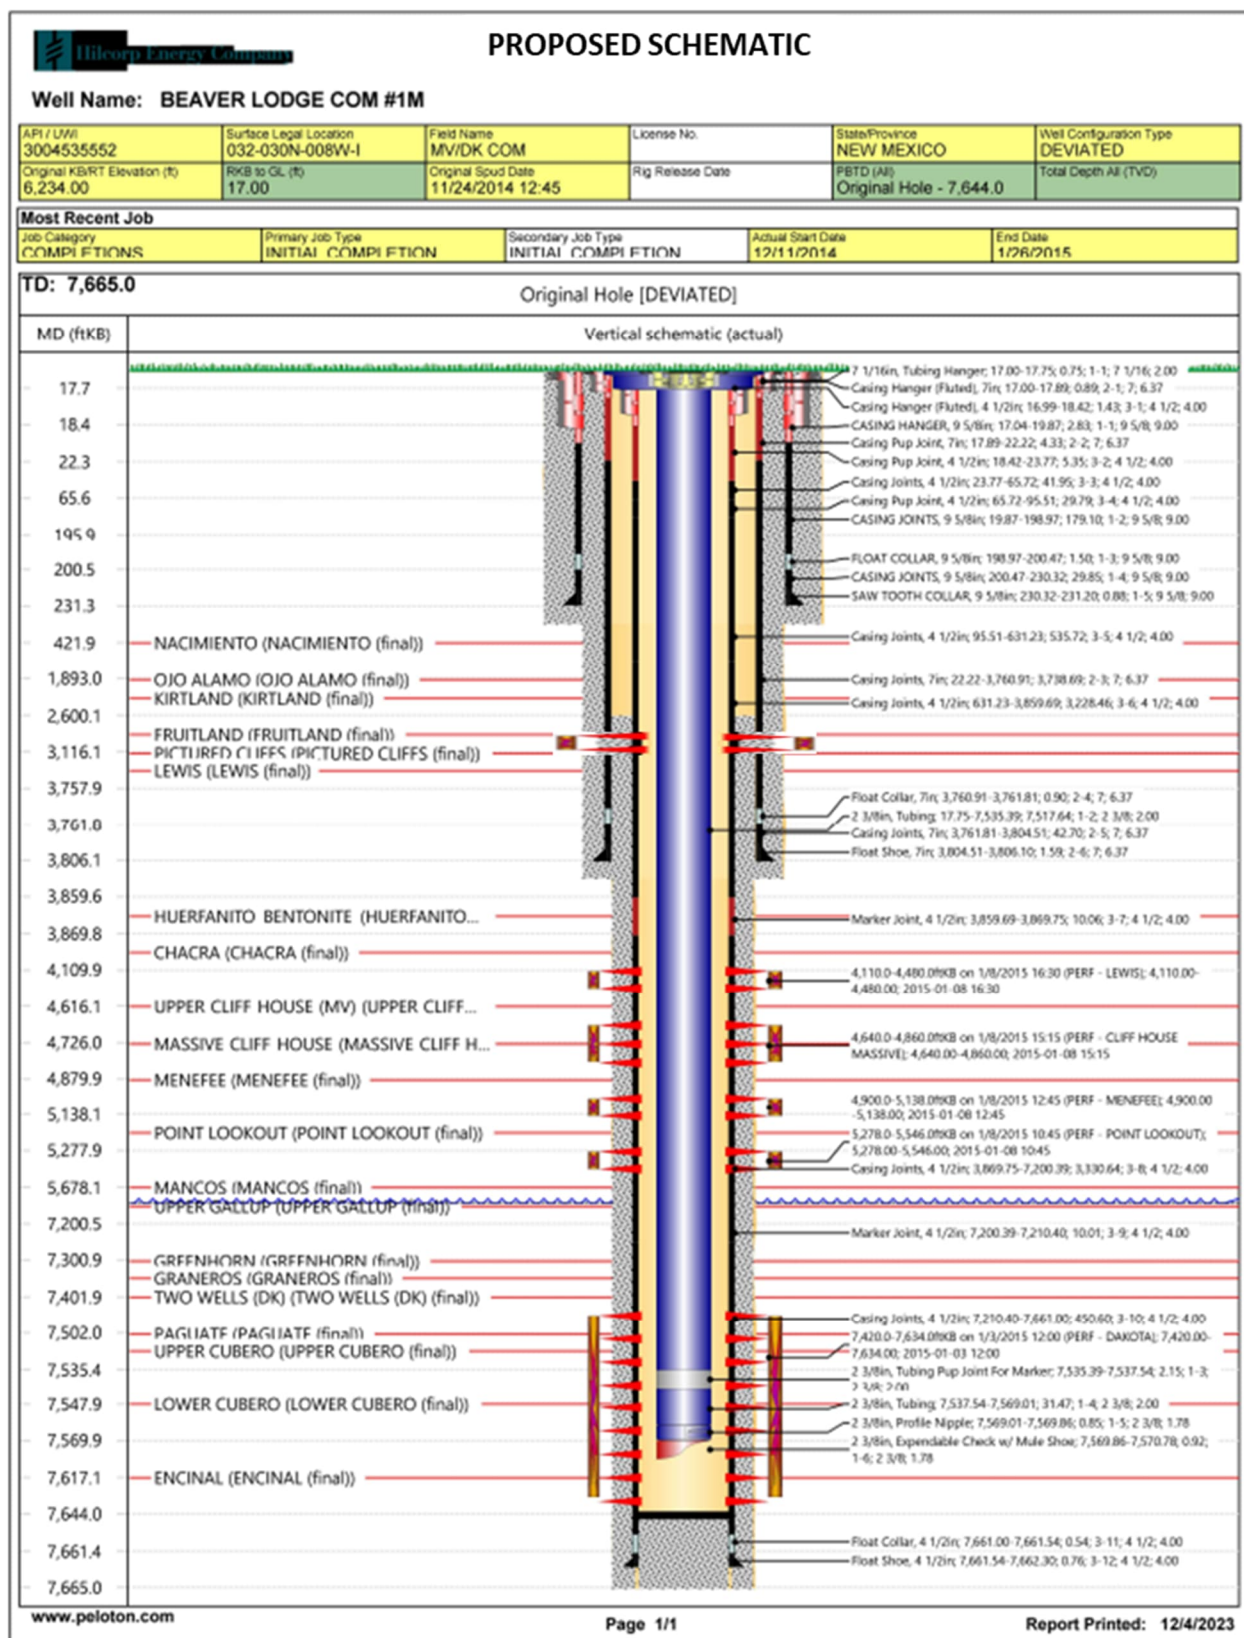 Hilcorp Energy Company
PROPOSED SCHEMATIC
Well Name: BEAVER LODGE COM #1M
API / UWI Surface Legal Location Field Name License No. State/Province Well Configuration Type
3004535552 032-030N-008W-I MV/DK COM NEW MEXICO DEVIATED
Original KB/RT Elevation (ft) RKB to GL (ft) Original Spud Date Rig Release Date PBTD (All) Total Depth All (TVD)
6,234.00 17.00 11/24/2014 12:45 Original Hole - 7,644.0
Most Recent Job
Job Category Primary Job Type Secondary Job Type Actual Start Date End Date
COMPLETIONS INITIAL COMPLETION INITIAL COMPLETION 12/11/2014 1/26/2015
TD: 7,665.0
Original Hole [DEVIATED]
MD (ftKB) Vertical schematic (actual)
7 1/16in, Tubing Hanger; 17.00-17.75; 0.75; 1-1; 7 1/16; 2.00
17.7 Casing Hanger (Fluted), 7in; 17.00-17.89; 0.89; 2-1; 7; 6.37
Casing Hanger (Fluted), 4 1/2in; 16.99-18.42; 1.43; 3-1; 4 1/2; 4.00
18.4 CASING HANGER, 9 5/8in; 17.04-19.87; 2.83; 1-1; 9 5/8; 9.00
Casing Pup Joint, 7in; 17.89-22.22; 4.33; 2-2; 7; 6.37
22.3 Casing Pup Joint, 4 1/2in; 18.42-23.77; 5.35; 3-2; 4 1/2; 4.00
Casing Joints, 4 1/2in; 23.77-65.72; 41.95; 3-3; 4 1/2; 4.00
65.6 Casing Pup Joint, 4 1/2in; 65.72-95.51; 29.79; 3-4; 4 1/2; 4.00
CASING JOINTS, 9 5/8in; 19.87-198.97; 179.10; 1-2; 9 5/8; 9.00
195.9
FLOAT COLLAR, 9 5/8in; 198.97-200.47; 1.50; 1-3; 9 5/8; 9.00
200.5 CASING JOINTS, 9 5/8in; 200.47-230.32; 29.85; 1-4; 9 5/8; 9.00
231.3 SAW TOOTH COLLAR, 9 5/8in; 230.32-231.20; 0.88; 1-5; 9 5/8; 9.00
421.9 NACIMIENTO (NACIMIENTO (final)) Casing Joints, 4 1/2in; 95.51-631.23; 535.72; 3-5; 4 1/2; 4.00
1,893.0 OJO ALAMO (OJO ALAMO (final)) Casing Joints, 7in; 22.22-3,760.91; 3,738.69; 2-3; 7; 6.37
KIRTLAND (KIRTLAND (final)) Casing Joints, 4 1/2in; 631.23-3,859.69; 3,228.46; 3-6; 4 1/2; 4.00
2,600.1
FRUITLAND (FRUITLAND (final))
3,116.1 PICTURED CLIFFS (PICTURED CLIFFS (final))
LEWIS (LEWIS (final))
3,757.9 Float Collar, 7in; 3,760.91-3,761.81; 0.90; 2-4; 7; 6.37
2 3/8in, Tubing; 17.75-7,535.39; 7,517.64; 1-2; 2 3/8; 2.00
3,761.0 Casing Joints, 7in; 3,761.81-3,804.51; 42.70; 2-5; 7; 6.37
3,806.1 Float Shoe, 7in; 3,804.51-3,806.10; 1.59; 2-6; 7; 6.37
3,859.6
HUERFANITO BENTONITE (HUERFANITO... Marker Joint, 4 1/2in; 3,859.69-3,869.75; 10.06; 3-7; 4 1/2; 4.00
3,869.8
CHACRA (CHACRA (final))
4,109.9 4,110.0-4,480.0ftKB on 1/8/2015 16:30 (PERF - LEWIS); 4,110.00-
4,480.00; 2015-01-08 16:30
4,616.1 UPPER CLIFF HOUSE (MV) (UPPER CLIFF...
4,726.0 MASSIVE CLIFF HOUSE (MASSIVE CLIFF H... 4,640.0-4,860.0ftKB on 1/8/2015 15:15 (PERF - CLIFF HOUSE
MASSIVE); 4,640.00-4,860.00; 2015-01-08 15:15
4,879.9 MENEFEE (MENEFEE (final))
5,138.1 4,900.0-5,138.0ftKB on 1/8/2015 12:45 (PERF - MENEFEE); 4,900.00
-5,138.00; 2015-01-08 12:45
POINT LOOKOUT (POINT LOOKOUT (final)) 5,278.0-5,546.0ftKB on 1/8/2015 10:45 (PERF - POINT LOOKOUT);
5,277.9 5,278.00-5,546.00; 2015-01-08 10:45
Casing Joints, 4 1/2in; 3,869.75-7,200.39; 3,330.64; 3-8; 4 1/2; 4.00
5,678.1 MANCOS (MANCOS (final))
UPPER GALLUP (UPPER GALLUP (final))
7,200.5 Marker Joint, 4 1/2in; 7,200.39-7,210.40; 10.01; 3-9; 4 1/2; 4.00
7,300.9 GREENHORN (GREENHORN (final))
GRANEROS (GRANEROS (final))
7,401.9 TWO WELLS (DK) (TWO WELLS (DK) (final))
Casing Joints, 4 1/2in; 7,210.40-7,661.00; 450.60; 3-10; 4 1/2; 4.00
7,502.0 PAGUATE (PAGUATE (final)) 7,420.0-7,634.0ftKB on 1/3/2015 12:00 (PERF - DAKOTA); 7,420.00-
UPPER CUBERO (UPPER CUBERO (final)) 7,634.00; 2015-01-03 12:00
7,535.4 2 3/8in, Tubing Pup Joint For Marker; 7,535.39-7,537.54; 2.15; 1-3;
2 3/8; 2.00
7,547.9 LOWER CUBERO (LOWER CUBERO (final)) 2 3/8in, Tubing; 7,537.54-7,569.01; 31.47; 1-4; 2 3/8; 2.00
2 3/8in, Profile Nipple; 7,569.01-7,569.86; 0.85; 1-5; 2 3/8; 1.78
7,569.9 2 3/8in, Expendable Check w/ Mule Shoe; 7,569.86-7,570.78; 0.92;
1-6; 2 3/8; 1.78
7,617.1 ENCINAL (ENCINAL (final))
7,644.0
Float Collar, 4 1/2in; 7,661.00-7,661.54; 0.54; 3-11; 4 1/2; 4.00
7,661.4 Float Shoe, 4 1/2in; 7,661.54-7,662.30; 0.76; 3-12; 4 1/2; 4.00
7,665.0
www.peloton.com Page 1/1 Report Printed: 12/4/2023